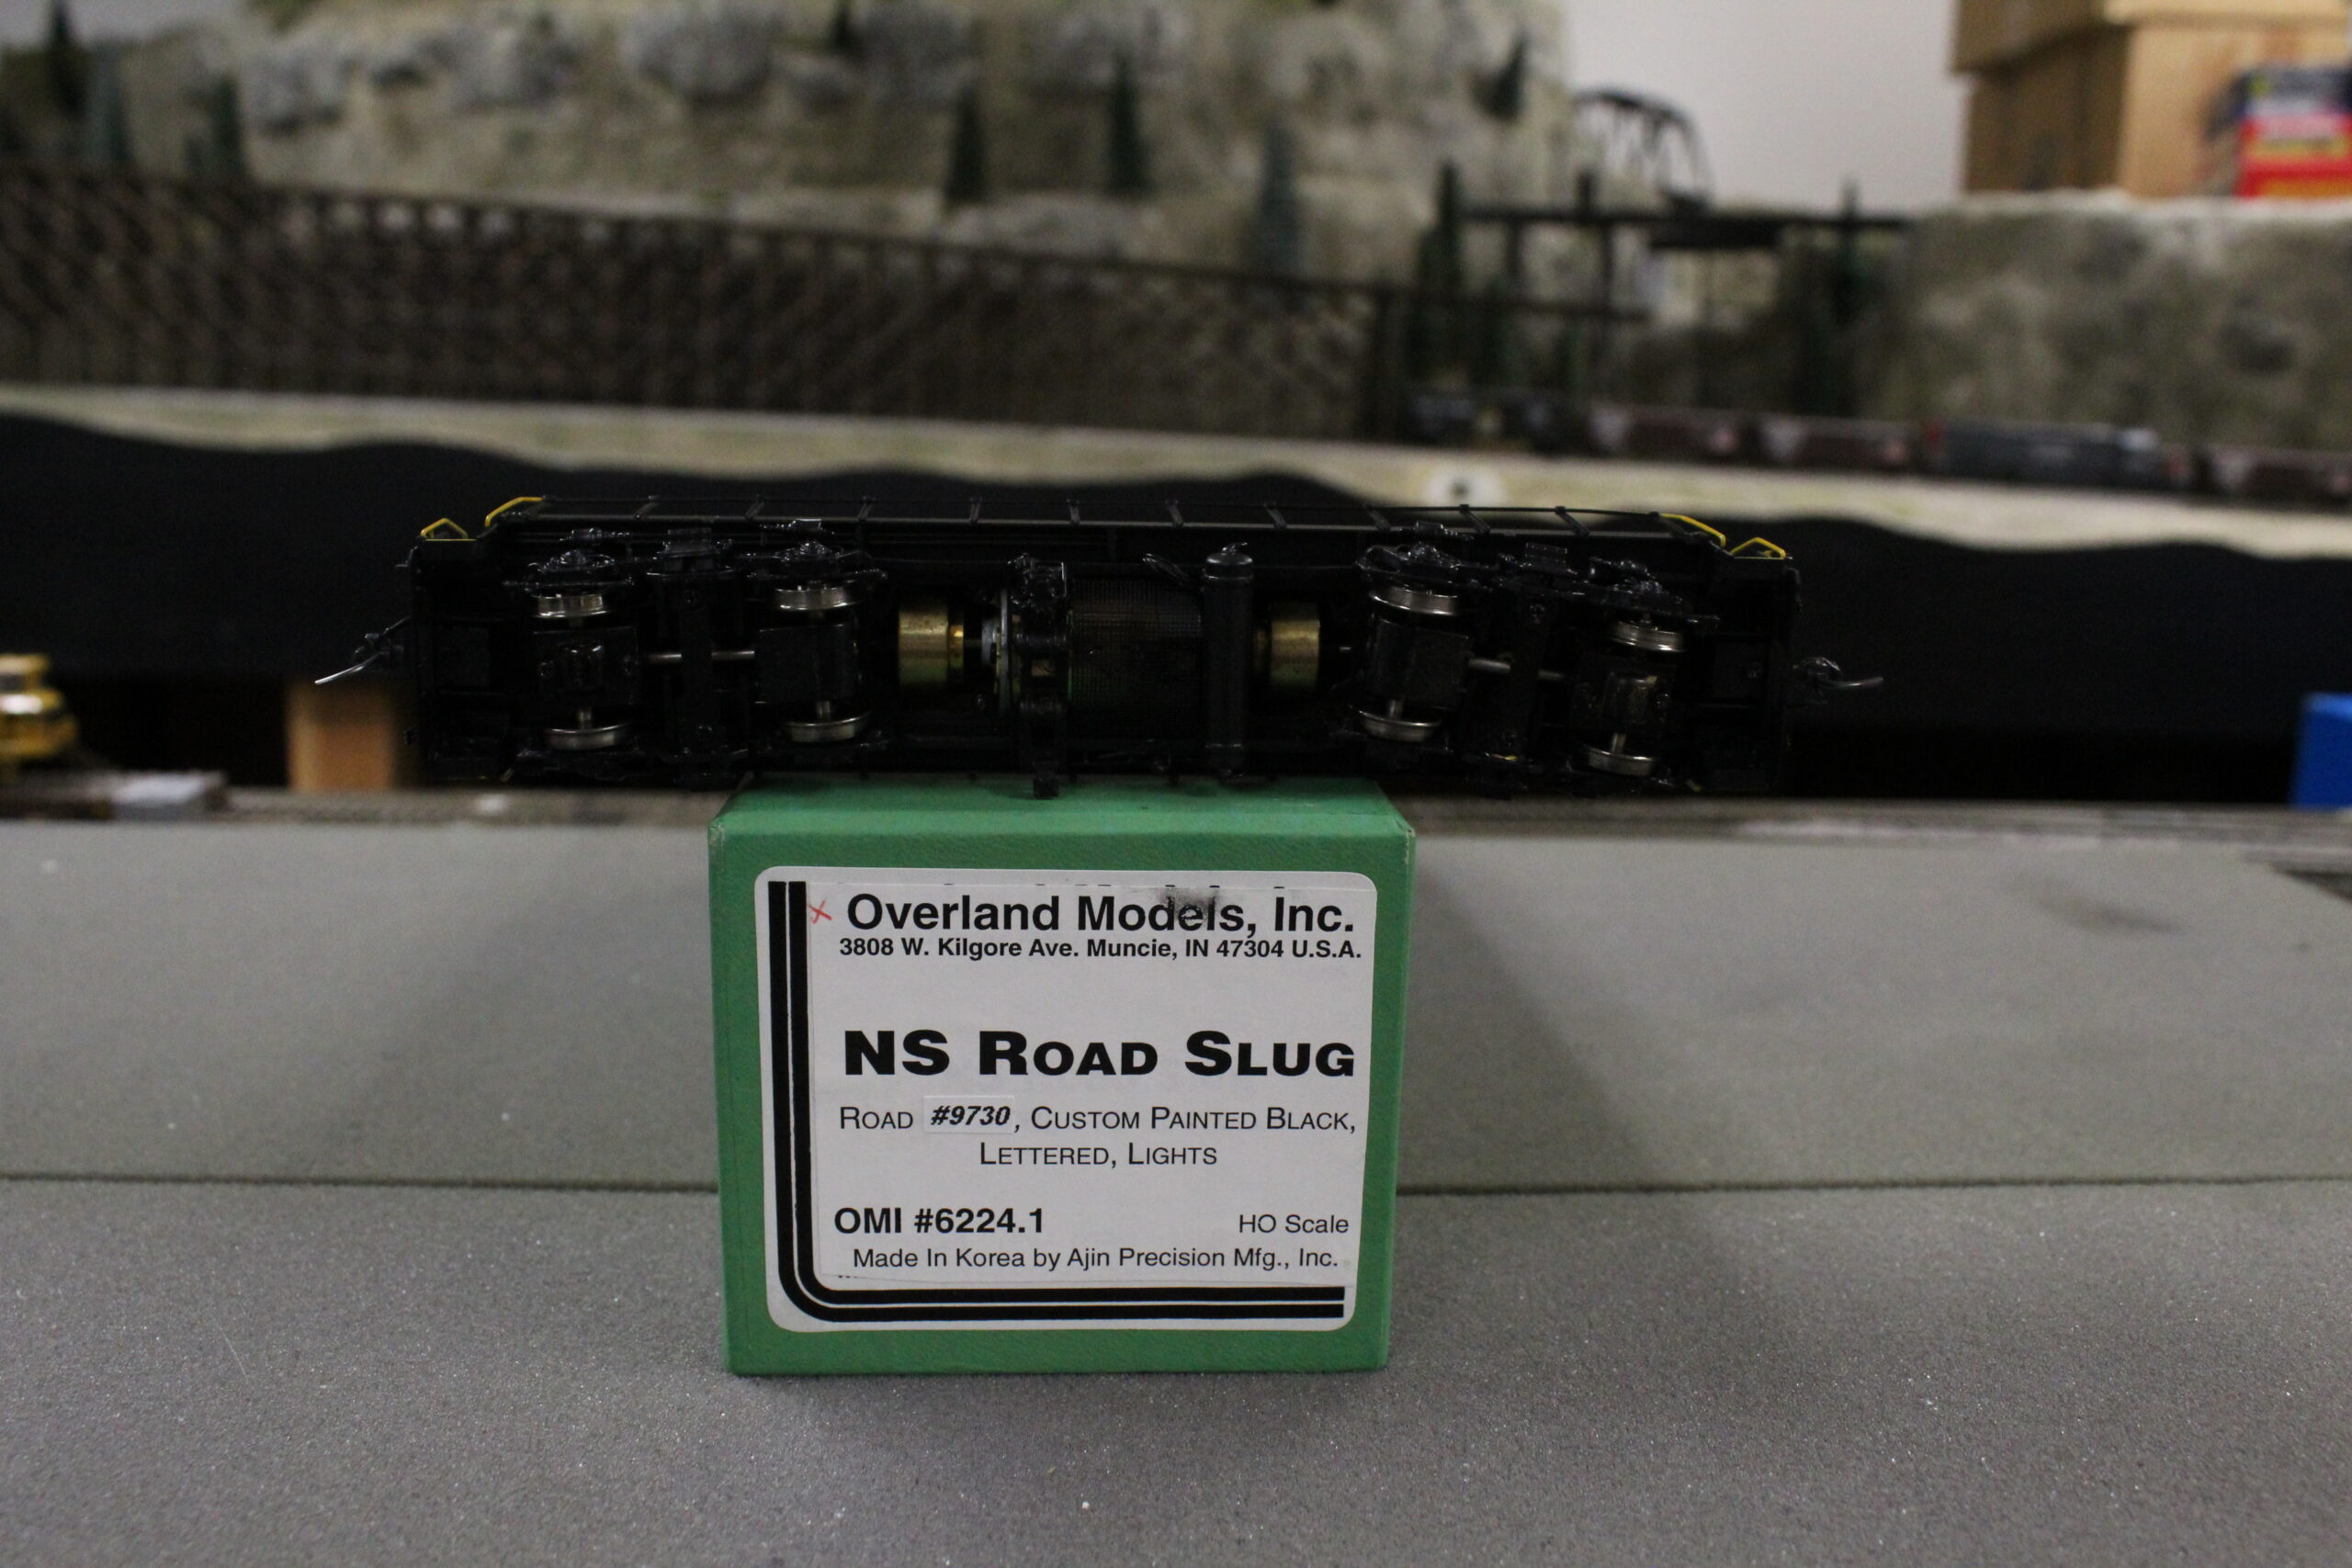 Overland Models, Inc.
3808 W. Kilgore Ave. Muncie, IN 47304 U.S.A.
NS ROAD SLUG
ROAD #9730, CUSTOM PAINTED BLACK,
LETTERED, LIGHTS
OMI #6224.1 HO Scale
Made In Korea by Ajin Precision Mfg., Inc.